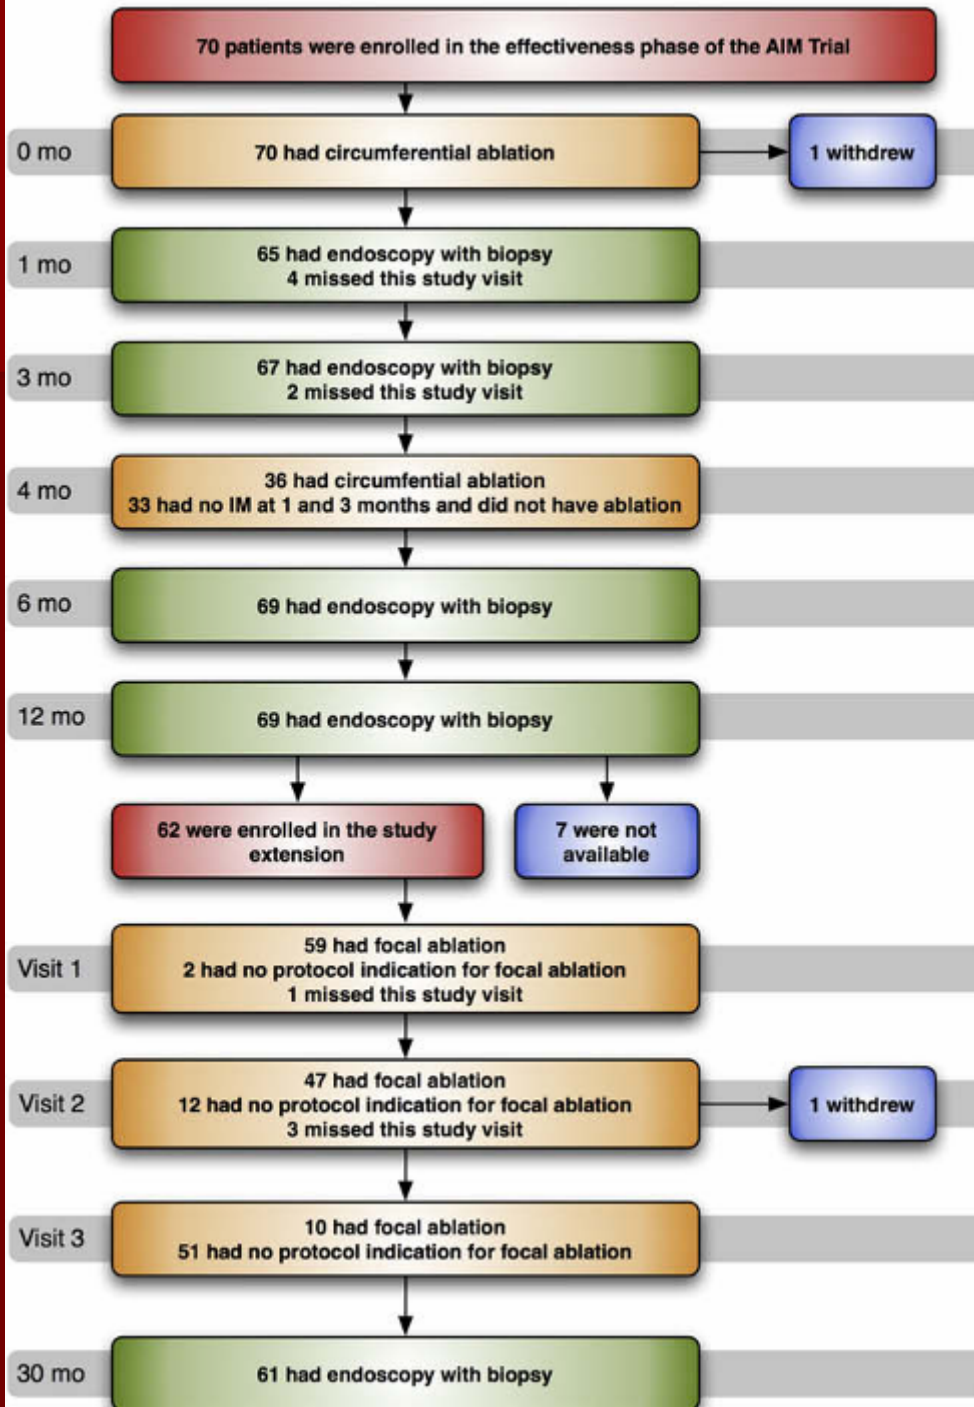 70 patients were enrolled in the effectiveness phase of the AIM Trial
0 mo
70 had circumferential ablation
1 withdrew
1 mo
65 had endoscopy with biopsy
4 missed this study visit
3 mo
67 had endoscopy with biopsy
2 missed this study visit
4 mo
36 had circumfential ablation
33 had no IM at 1 and 3 months and did not have ablation
6 mo
69 had endoscopy with biopsy
12 mo
69 had endoscopy with biopsy
62 were enrolled in the study
extension
7 were not
available
Visit 1
59 had focal ablation
2 had no protocol indication for focal ablation
1 missed this study visit
Visit 2
47 had focal ablation
12 had no protocol indication for focal ablation
3 missed this study visit
1 withdrew
Visit 3
10 had focal ablation
51 had no protocol indication for focal ablation
30 mo
61 had endoscopy with biopsy